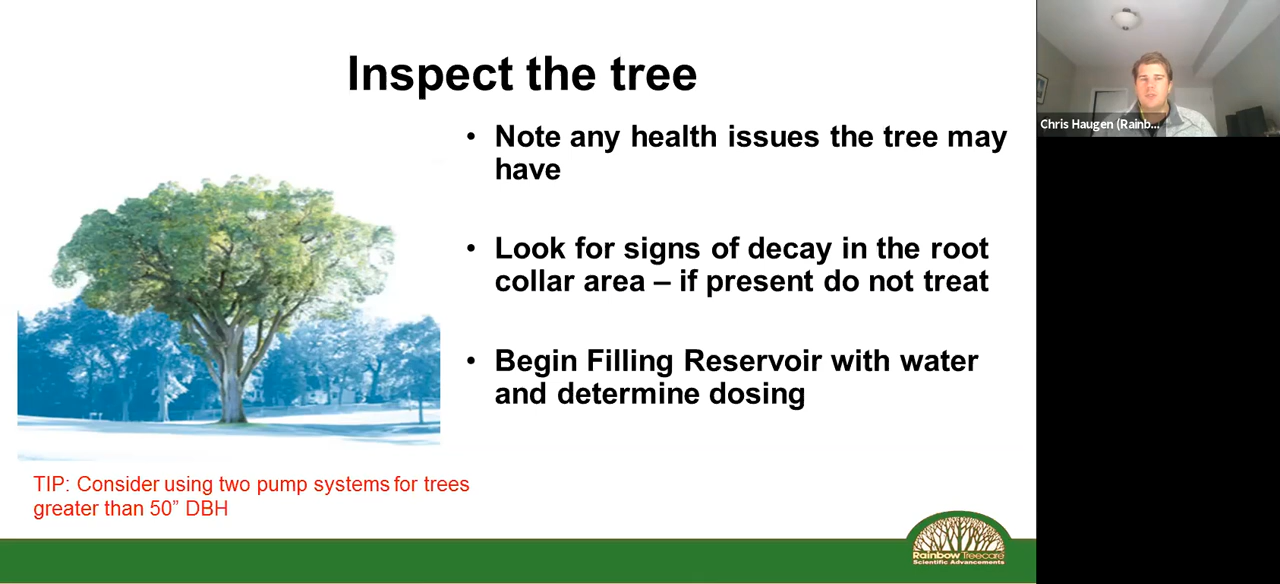 Inspect the tree
• Note any health issues the tree may
have
• Look for signs of decay in the root
collar area – if present do not treat
• Begin Filling Reservoir with water
and determine dosing
TIP: Consider using two pump systems for trees
greater than 50” DBH
Rainbow Treecare
Scientific Advancements
Chris Haugen (Rainb...